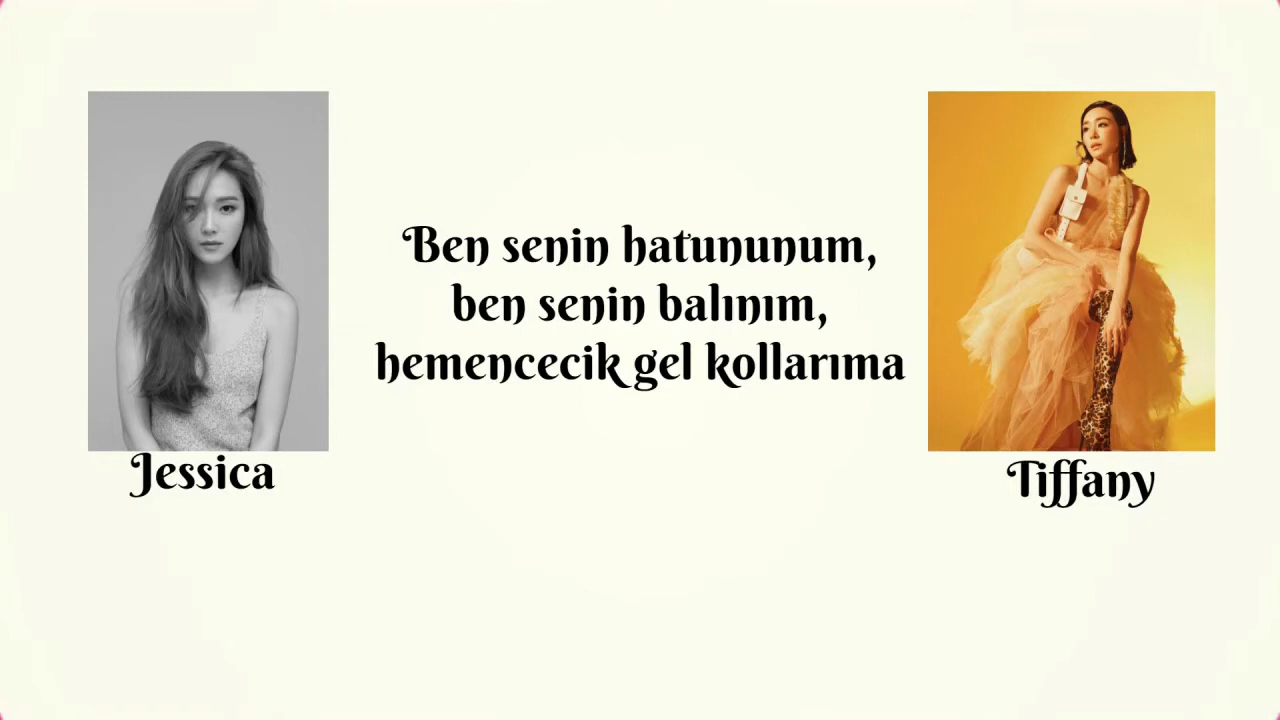 Ben senin hatununum,
ben senin balınım,
hemencecik gel kollarıma
Jessica
Tiffany